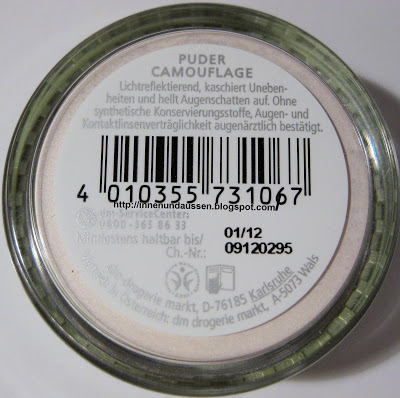 PUDER
CAMOUFLAGE
Lichtreflektierend, kaschiert Uneben-
heiten und hellt Augenschatten auf. Ohne
synthetische Konservierungsstoffe, Augen- und
Kontaktlinsenverträglichkeit augenärztlich bestätigt.
4 010355 731067
http://innenundaussen.blogspot.com/
dm-ServiceCenter:
0800-365 86 33
Mindestens haltbar bis/
Ch.-Nr.:
01/12
09120295
dm drogerie markt, D-76185 Karlsruhe
In Österreich: dm drogerie markt, A-5073 Wals